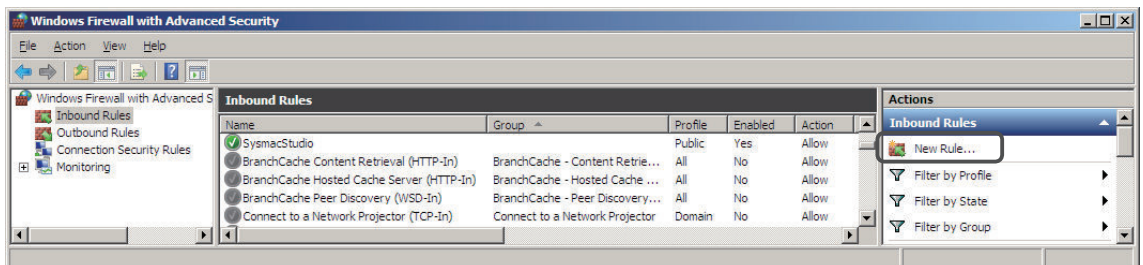 Windows Firewall with Advanced Security
File Action View Help
Windows Firewall with Advanced S
Inbound Rules
Outbound Rules
Connection Security Rules
Monitoring
Inbound Rules
Name Group Profile Enabled Action
SysmacStudio Public Yes Allow
BranchCache Content Retrieval (HTTP-In) BranchCache - Content Retrie... All No Allow
BranchCache Hosted Cache Server (HTTP-In) BranchCache - Hosted Cache ... All No Allow
BranchCache Peer Discovery (WSD-In) BranchCache - Peer Discovery... All No Allow
Connect to a Network Projector (TCP-In) Connect to a Network Projector Domain No Allow
Actions
Inbound Rules
New Rule...
Filter by Profile
Filter by State
Filter by Group